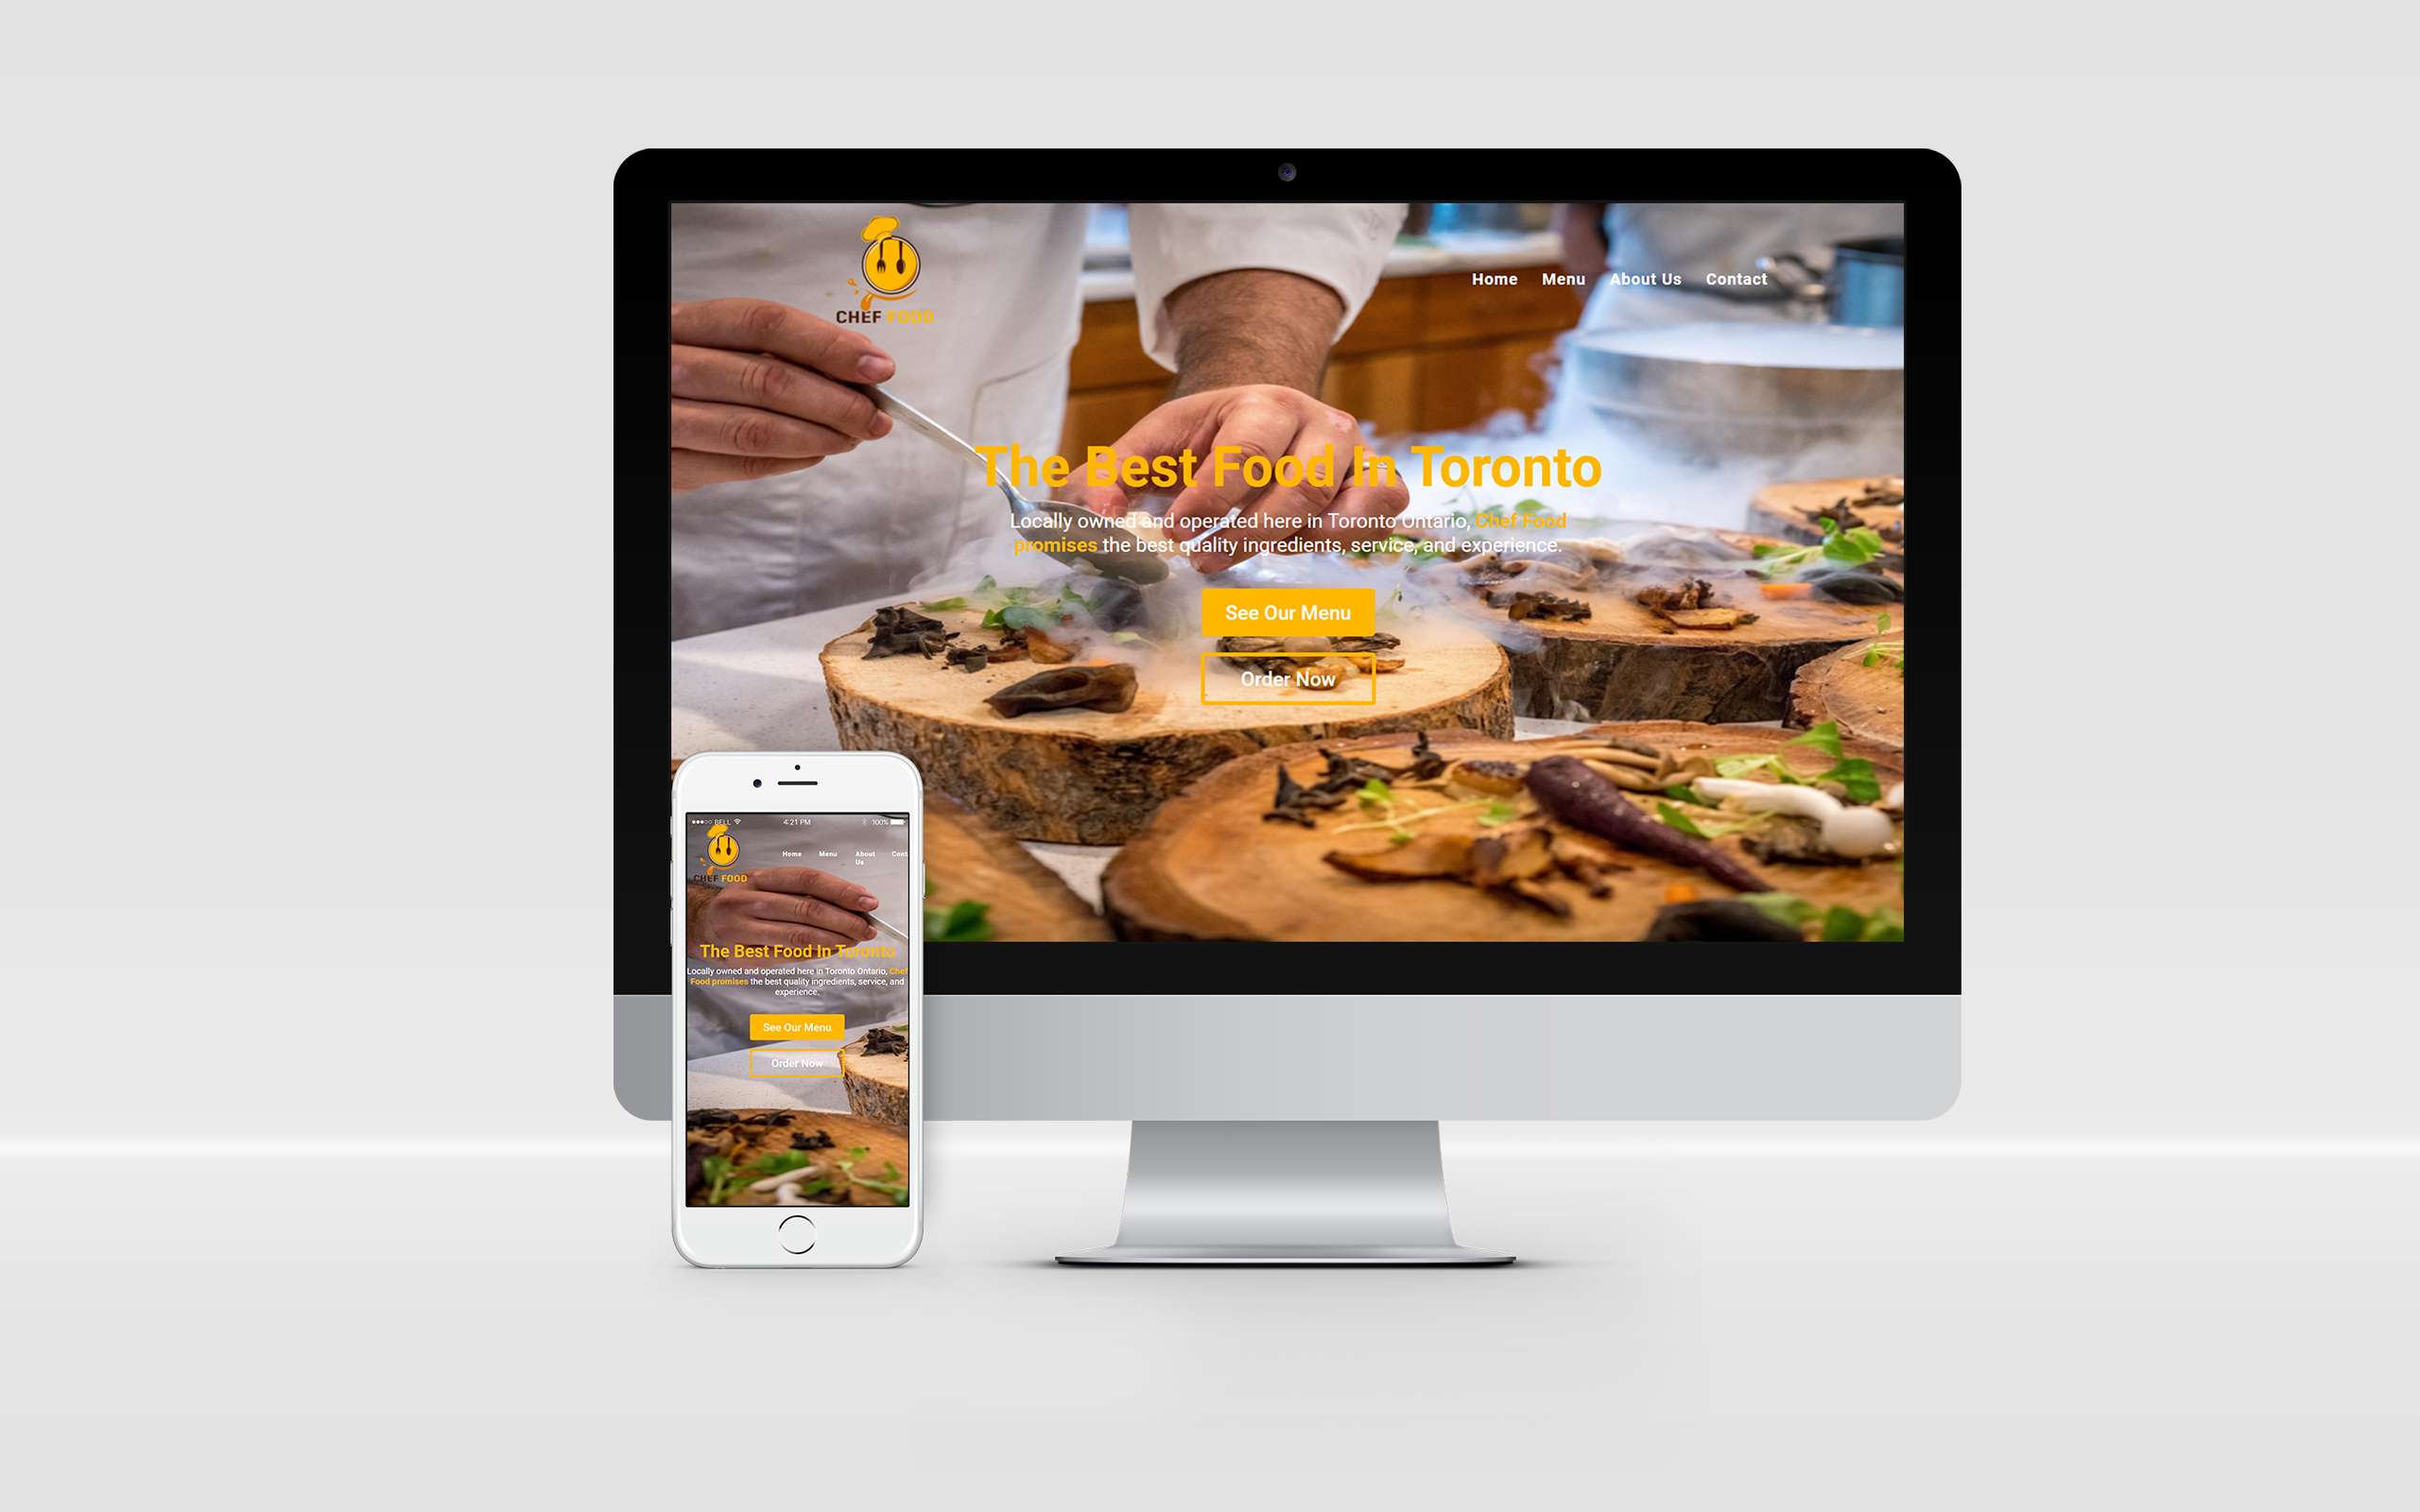 CHEF FOOD
Home Menu About Us Contact
The Best Food In Toronto
Locally owned and operated here in Toronto Ontario, Chef Food
promises the best quality ingredients, service, and experience.
See Our Menu
Order Now
BELL 4:21 PM 100%
CHEF FOOD
Home Menu About Cont
Us
The Best Food In Toronto
Locally owned and operated here in Toronto Ontario, Chef
Food promises the best quality ingredients, service, and
experience.
See Our Menu
Order Now